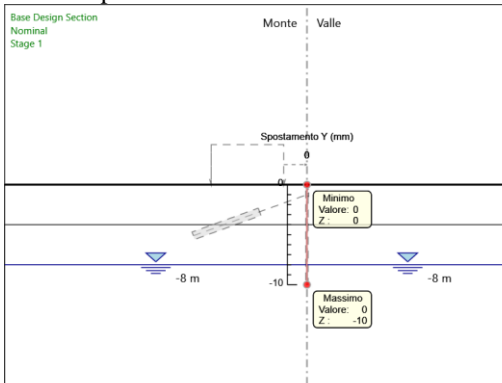 Base Design Section
Nominal
Stage 1
Monte
Valle
Spostamento Y (mm)
0
0
Minimo
Valore: 0
Z : 0
-8 m
-8 m
-10
Massimo
Valore: 0
Z : -10